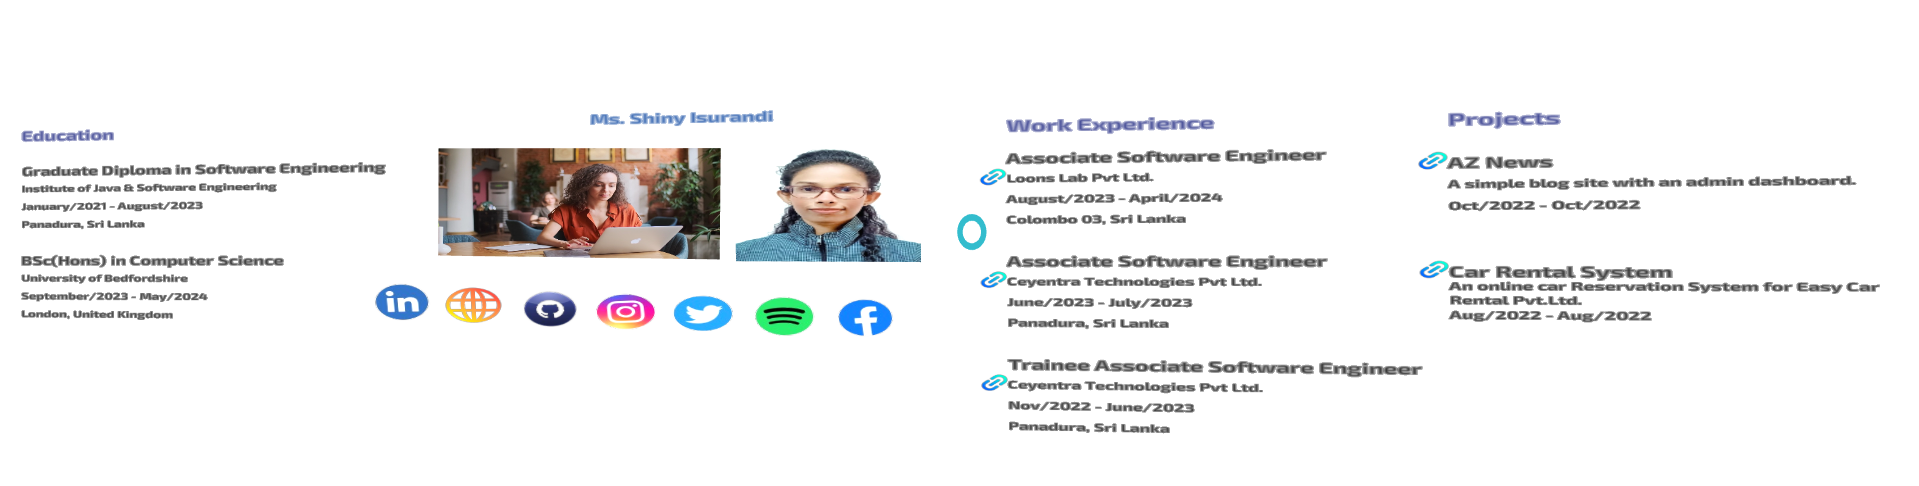 Education
Graduate Diploma in Software Engineering
Institute of Java & Software Engineering
January/2021 - August/2023
Panadura, Sri Lanka
BSc(Hons) in Computer Science
University of Bedfordshire
September/2023 - May/2024
London, United Kingdom
Ms. Shiny Isurandi
in
Work Experience
Associate Software Engineer
Loons Lab Pvt Ltd.
August/2023 - April/2024
Colombo 03, Sri Lanka
Associate Software Engineer
Ceyentra Technologies Pvt Ltd.
June/2023 - July/2023
Panadura, Sri Lanka
Trainee Associate Software Engineer
Ceyentra Technologies Pvt Ltd.
Nov/2022 - June/2023
Panadura, Sri Lanka
Projects
AZ News
A simple blog site with an admin dashboard.
Oct/2022 - Oct/2022
Car Rental System
An online car Reservation System for Easy Car
Rental Pvt.Ltd.
Aug/2022 - Aug/2022